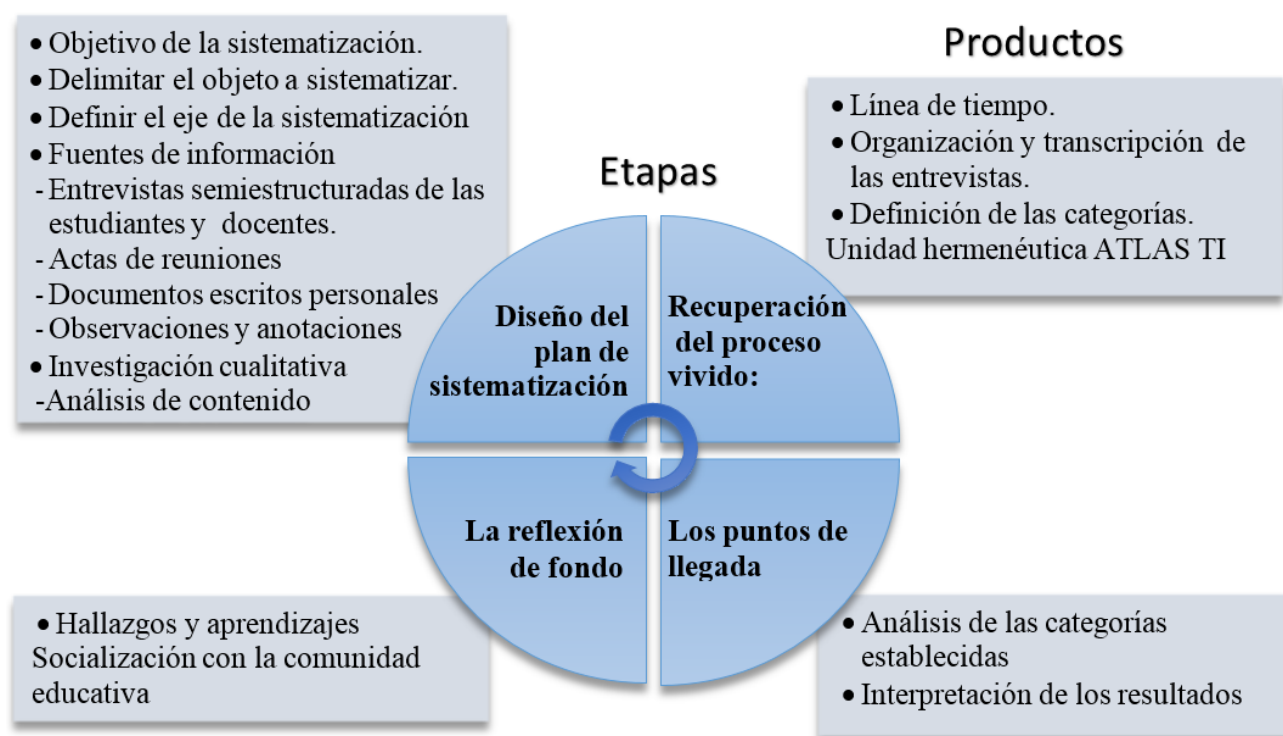 • Objetivo de la sistematización.
• Delimitar el objeto a sistematizar.
• Definir el eje de la sistematización
• Fuentes de información
- Entrevistas semiestructuradas de las
estudiantes y docentes.
- Actas de reuniones
- Documentos escritos personales
- Observaciones y anotaciones
• Investigación cualitativa
-Análisis de contenido
Productos
• Línea de tiempo.
• Organización y transcripción de
las entrevistas.
• Definición de las categorías.
Unidad hermenéutica ATLAS TI
Etapas
Diseño del
plan de
sistematización
Recuperación
del proceso
vivido:
La reflexión
de fondo
Los puntos de
llegada
• Hallazgos y aprendizajes
Socialización con la comunidad
educativa
• Análisis de las categorías
establecidas
• Interpretación de los resultados